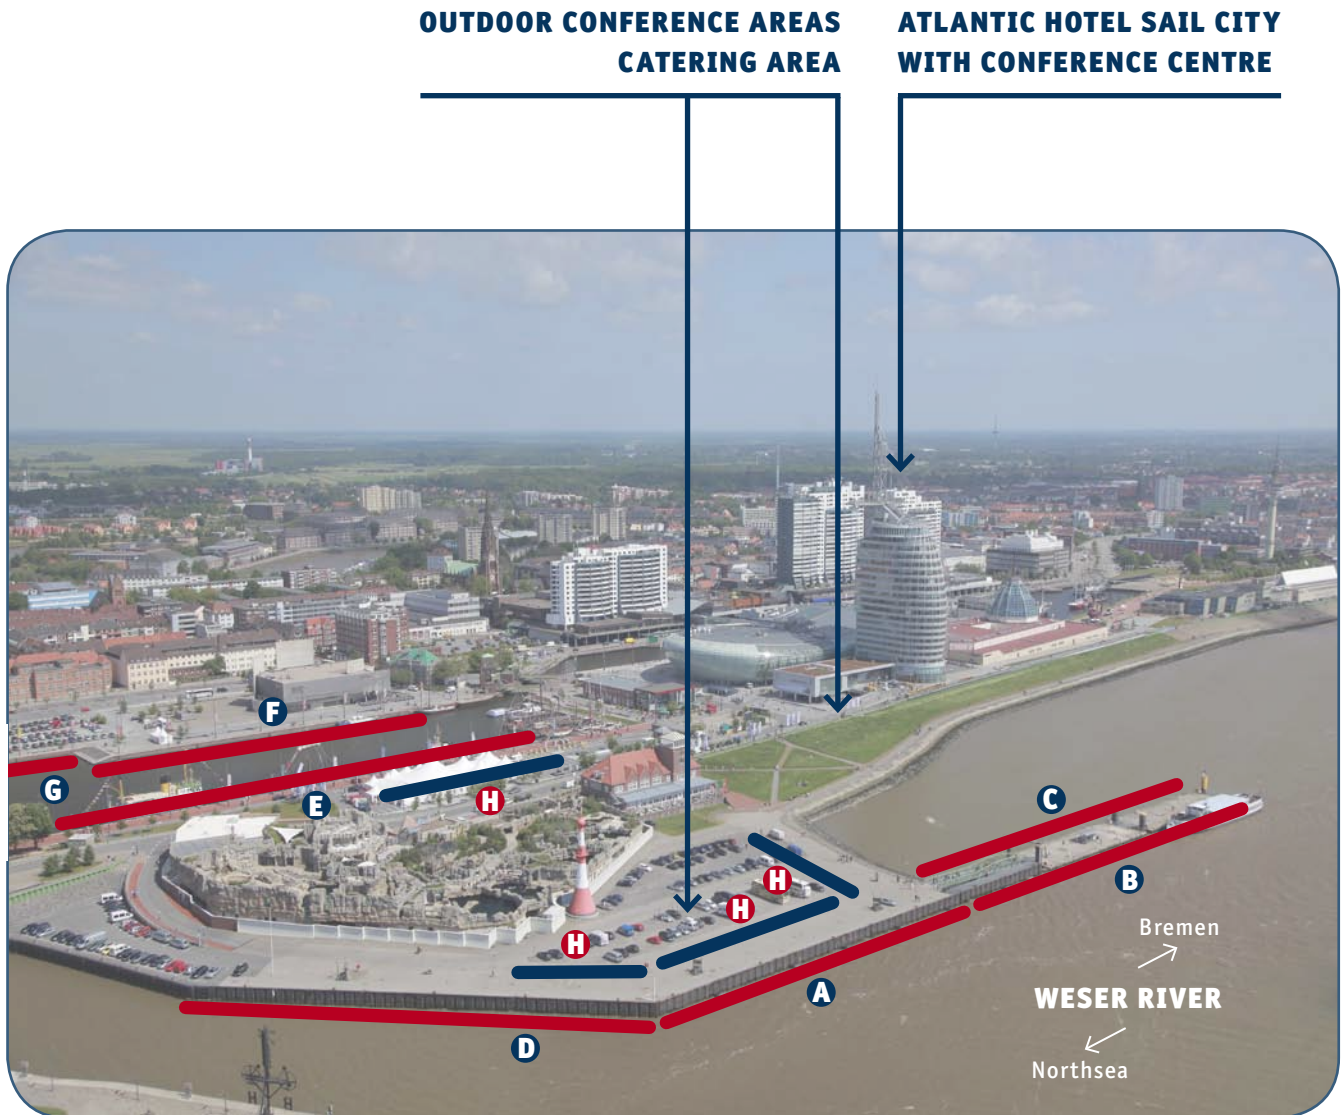 OUTDOOR CONFERENCE AREAS
CATERING AREA
ATLANTIC HOTEL SAIL CITY
WITH CONFERENCE CENTRE
F
G
E
H
C
B
H
H
H
A
D
Bremen
WESER RIVER
Northsea